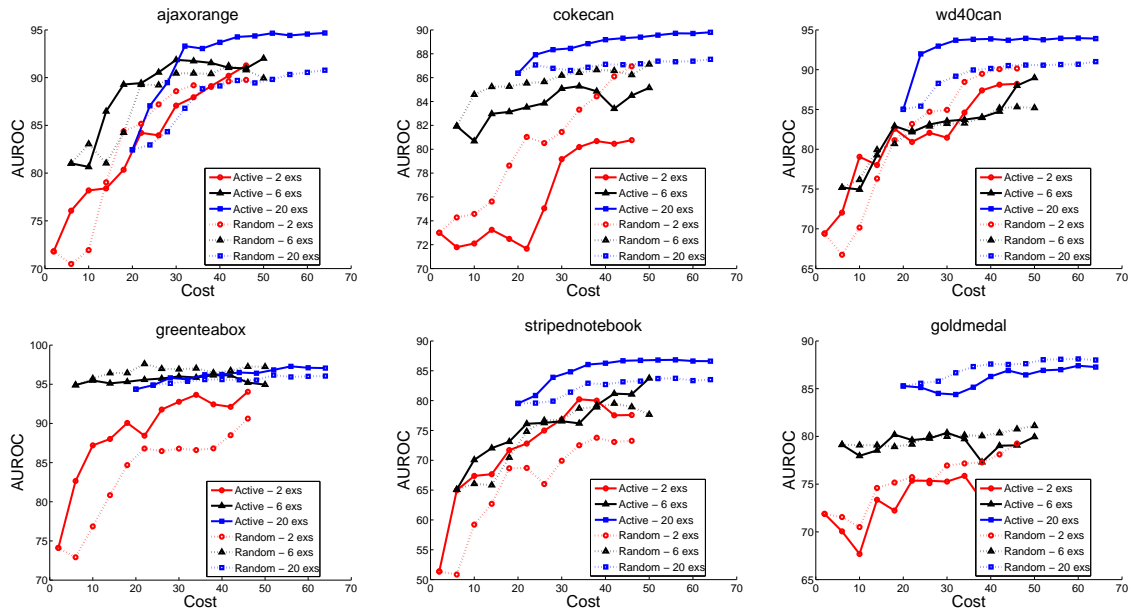 ajaxorange
95
90
85
80
75
70
0 10 20 30 40 50 60 70
AUROC
Cost
Active − 2 exs
Active − 6 exs
Active − 20 exs
Random − 2 exs
Random − 6 exs
Random − 20 exs
cokecan
90
88
86
84
82
80
78
76
74
72
70
0 10 20 30 40 50 60 70
AUROC
Cost
Active − 2 exs
Active − 6 exs
Active − 20 exs
Random − 2 exs
Random − 6 exs
Random − 20 exs
wd40can
95
90
85
80
75
70
65
0 10 20 30 40 50 60 70
AUROC
Cost
Active − 2 exs
Active − 6 exs
Active − 20 exs
Random − 2 exs
Random − 6 exs
Random − 20 exs
greenteabox
100
95
90
85
80
75
70
0 10 20 30 40 50 60 70
AUROC
Cost
Active − 2 exs
Active − 6 exs
Active − 20 exs
Random − 2 exs
Random − 6 exs
Random − 20 exs
stripednotebook
90
85
80
75
70
65
60
55
50
0 10 20 30 40 50 60 70
AUROC
Cost
Active − 2 exs
Active − 6 exs
Active − 20 exs
Random − 2 exs
Random − 6 exs
Random − 20 exs
goldmedal
90
85
80
75
70
65
0 10 20 30 40 50 60 70
AUROC
Cost
Active − 2 exs
Active − 6 exs
Active − 20 exs
Random − 2 exs
Random − 6 exs
Random − 20 exs